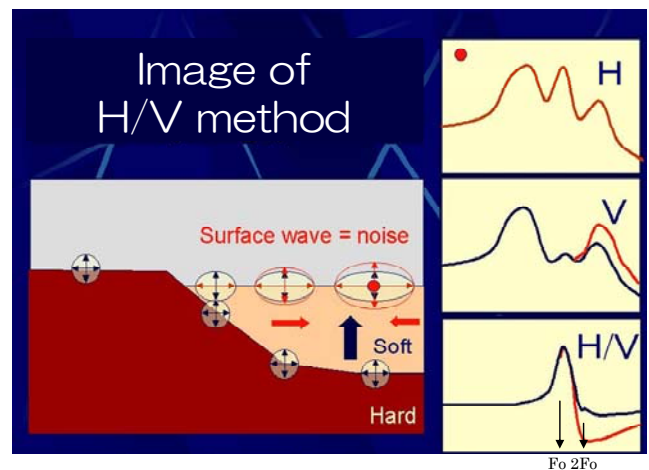 Image of
H/V method
H
Surface wave = noise
V
Soft
H/V
Hard
Fo 2Fo